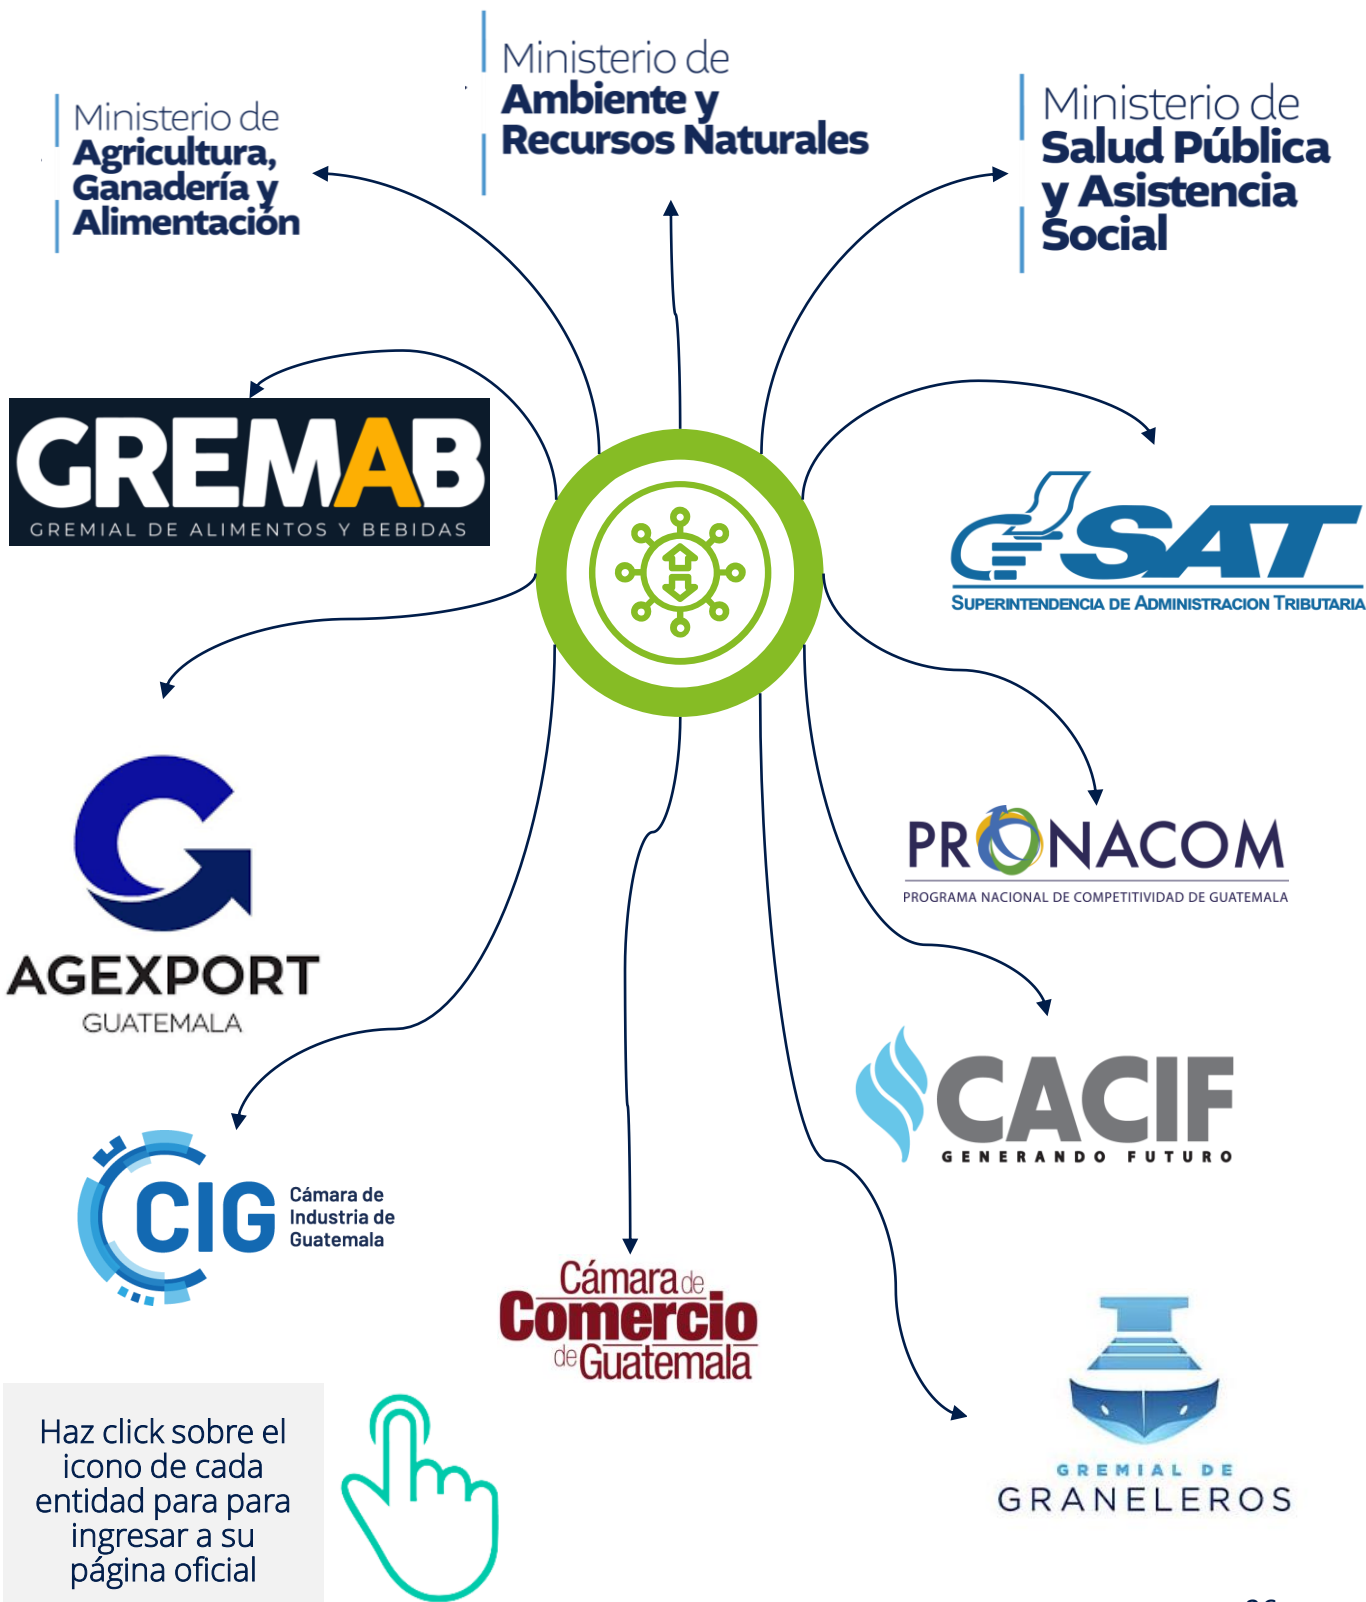 Ministerio de
Agricultura,
Ganadería y
Alimentación
Ministerio de
Ambiente y
Recursos Naturales
Ministerio de
Salud Pública
y Asistencia
Social
GREMAB
GREMIAL DE ALIMENTOS Y BEBIDAS
SAT
SUPERINTENDENCIA DE ADMINISTRACION TRIBUTARIA
PRONACOM
PROGRAMA NACIONAL DE COMPETITIVIDAD DE GUATEMALA
AGEXPORT
GUATEMALA
CACIF
GENERANDO FUTURO
CIG
Cámara de
Industria de
Guatemala
Cámara de
Comercio
de Guatemala
GREMIAL DE
GRANELEROS
Haz click sobre el
icono de cada
entidad para para
ingresar a su
página oficial